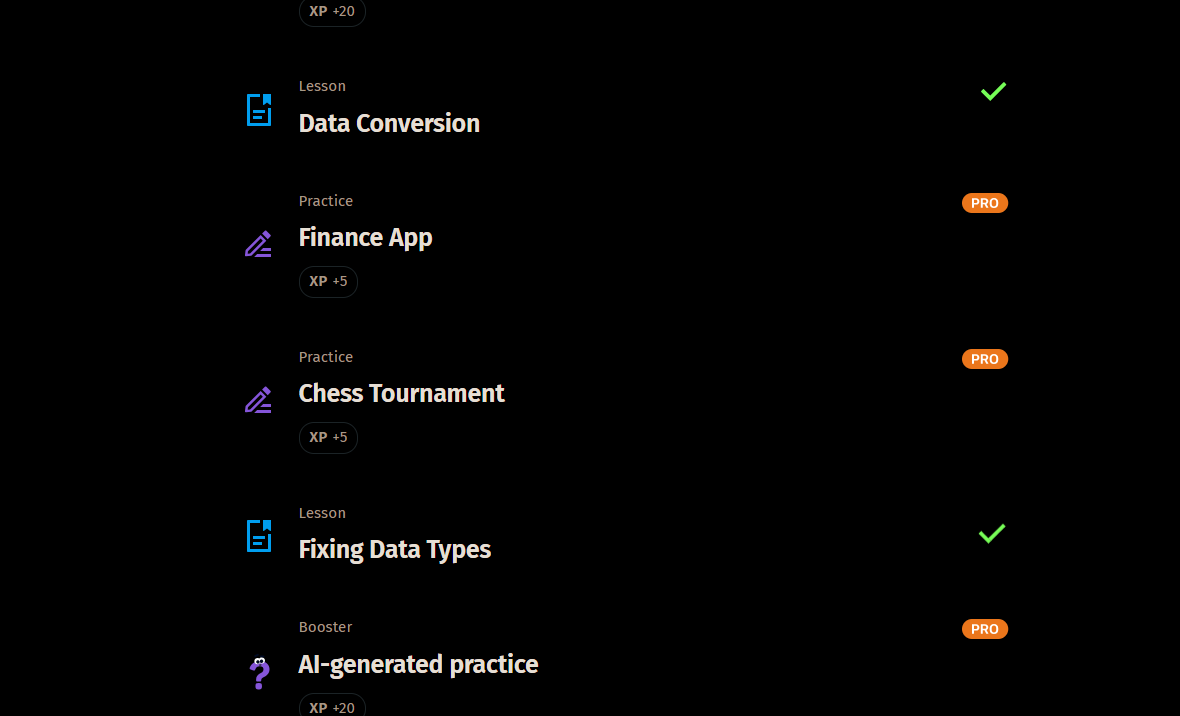 XP +20
Lesson
Data Conversion
Practice
PRO
Finance App
XP +5
Practice
PRO
Chess Tournament
XP +5
Lesson
Fixing Data Types
Booster
PRO
AI-generated practice
XP +20